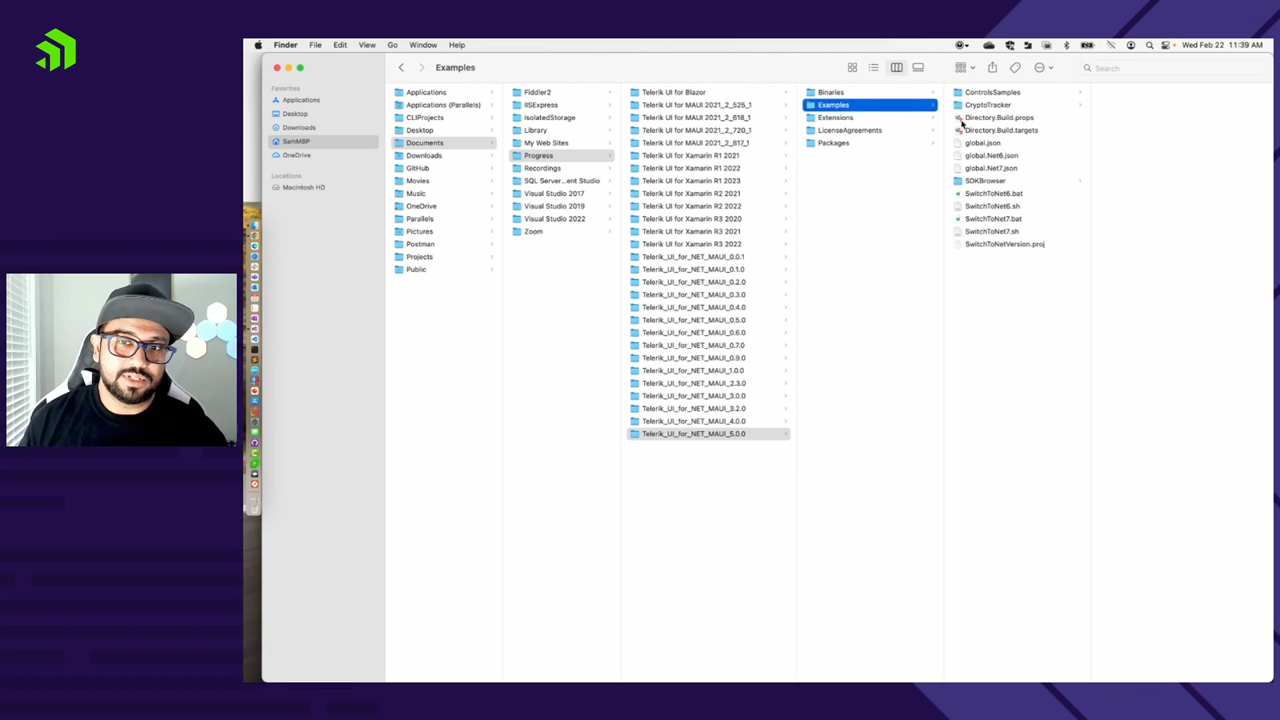 Finder File Edit View Go Window Help Wed Feb 22 11:39 AM
Examples
Search
Favorites
Applications
Desktop
Downloads
SamMBP
OneDrive
Locations
Macintosh HD
Applications
Applications (Parallels)
CLIProjects
Desktop
Documents
Downloads
GitHub
Movies
Music
OneDrive
Parallels
Pictures
Postman
Projects
Public
Fiddler2
IISExpress
IsolatedStorage
Library
My Web Sites
Progress
Recordings
SQL Server...ent Studio
Visual Studio 2017
Visual Studio 2019
Visual Studio 2022
Zoom
Telerik UI for Blazor
Telerik UI for MAUI 2021_2_525_1
Telerik UI for MAUI 2021_2_618_1
Telerik UI for MAUI 2021_2_720_1
Telerik UI for MAUI 2021_2_817_1
Telerik UI for Xamarin R1 2021
Telerik UI for Xamarin R1 2022
Telerik UI for Xamarin R1 2023
Telerik UI for Xamarin R2 2021
Telerik UI for Xamarin R2 2022
Telerik UI for Xamarin R3 2020
Telerik UI for Xamarin R3 2021
Telerik UI for Xamarin R3 2022
Telerik_UI_for_NET_MAUI_0.0.1
Telerik_UI_for_NET_MAUI_0.1.0
Telerik_UI_for_NET_MAUI_0.2.0
Telerik_UI_for_NET_MAUI_0.3.0
Telerik_UI_for_NET_MAUI_0.4.0
Telerik_UI_for_NET_MAUI_0.5.0
Telerik_UI_for_NET_MAUI_0.6.0
Telerik_UI_for_NET_MAUI_0.7.0
Telerik_UI_for_NET_MAUI_0.9.0
Telerik_UI_for_NET_MAUI_1.0.0
Telerik_UI_for_NET_MAUI_2.3.0
Telerik_UI_for_NET_MAUI_3.0.0
Telerik_UI_for_NET_MAUI_3.2.0
Telerik_UI_for_NET_MAUI_4.0.0
Telerik_UI_for_NET_MAUI_5.0.0
Binaries
Examples
Extensions
LicenseAgreements
Packages
ControlsSamples
CryptoTracker
Directory.Build.props
Directory.Build.targets
global.json
global.Net6.json
global.Net7.json
SDKBrowser
SwitchToNet6.bat
SwitchToNet6.sh
SwitchToNet7.bat
SwitchToNet7.sh
SwitchToNetVersion.proj